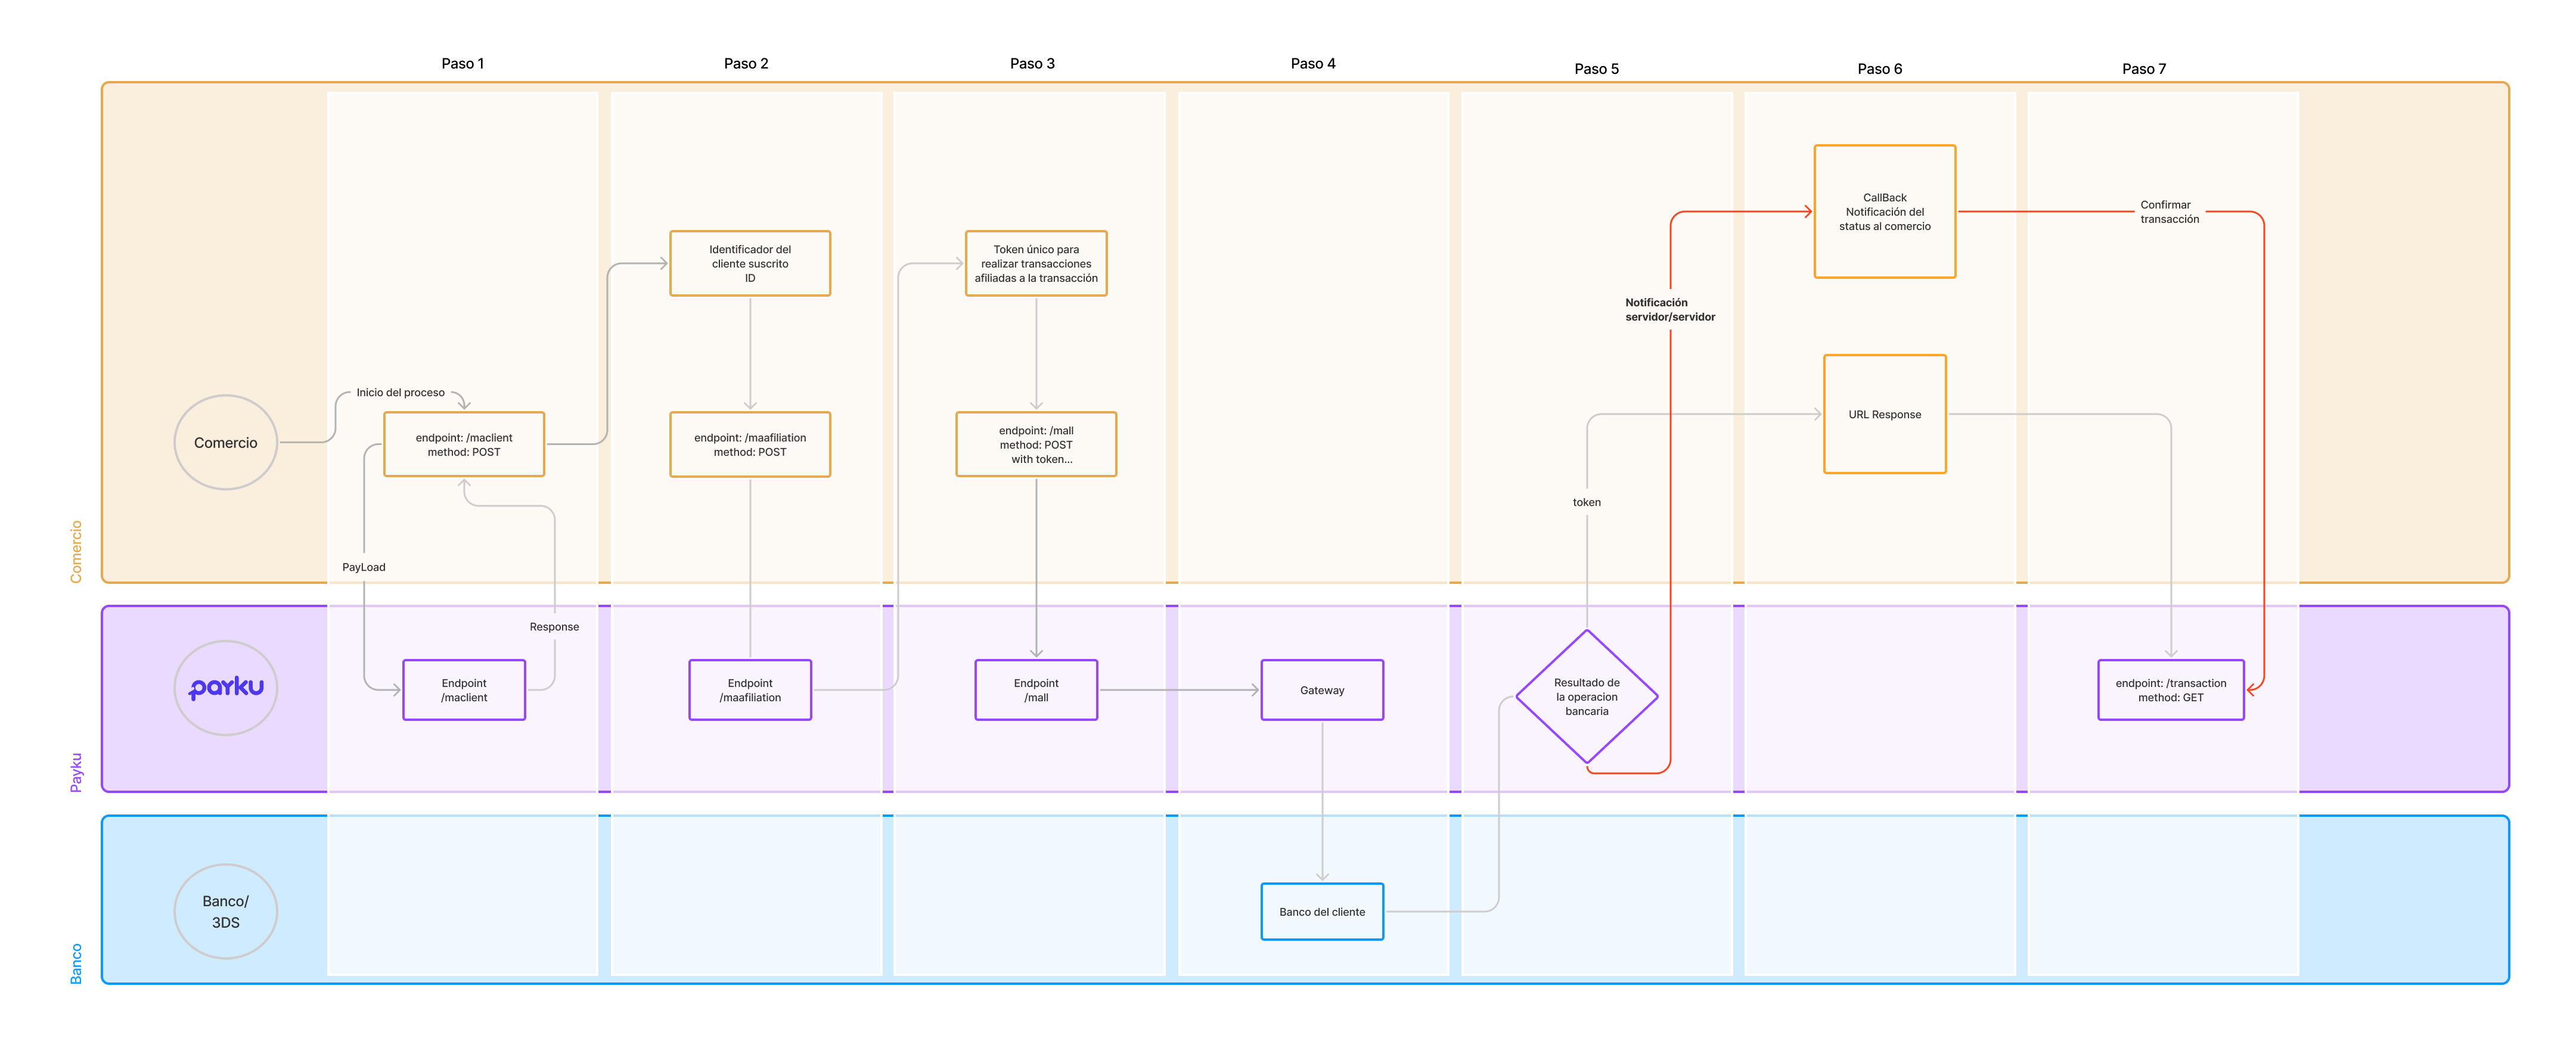 Paso 1
Paso 2
Paso 3
Paso 4
Paso 5
Paso 6
Paso 7
Comercio
Comercio
Inicio del proceso
endpoint: /maclient
method: POST
PayLoad
Response
Identificador del
cliente suscrito
ID
endpoint: /maafiliation
method: POST
Token único para
realizar transacciones
afiliadas a la transacción
endpoint: /mall
method: POST
with token...
Notificación
servidor/servidor
token
CallBack
Notificación del
status al comercio
URL Response
Confirmar
transacción
Payku
payku
Endpoint
/maclient
Endpoint
/maafiliation
Endpoint
/mall
Gateway
Resultado de
la operacion
bancaria
endpoint: /transaction
method: GET
Banco
Banco/
3DS
Banco del cliente